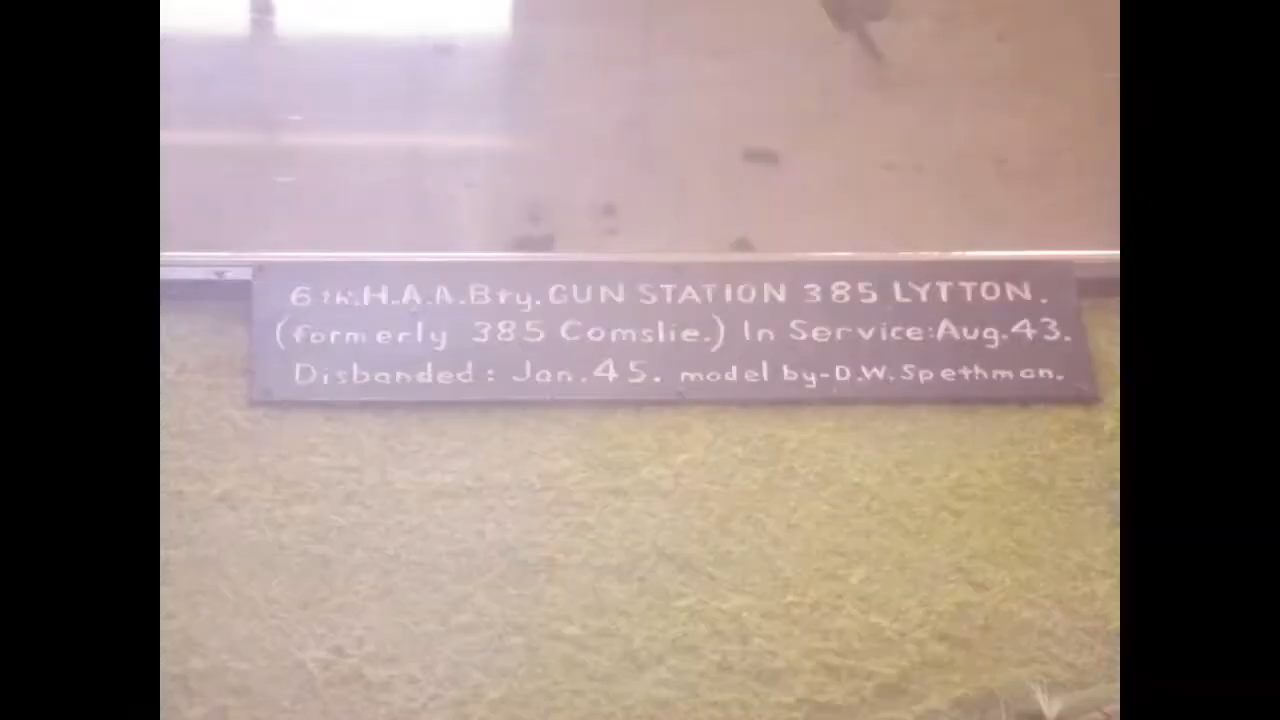 6th.H.A.A.Bty. GUN STATION 385 LYTTON.
(formerly 385 Comslie.) In Service:Aug.43.
Disbanded: Jan.45. model by-D.W.Spethman.